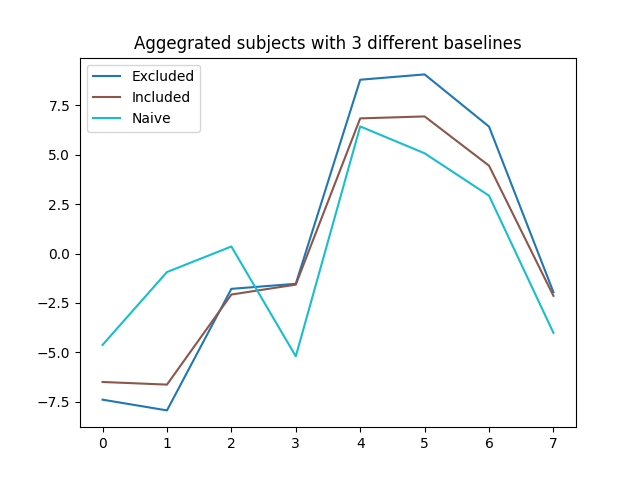 Aggegrated subjects with 3 different baselines
Excluded
Included
Naive
7.5
5.0
2.5
0.0
−2.5
−5.0
−7.5
0 1 2 3 4 5 6 7